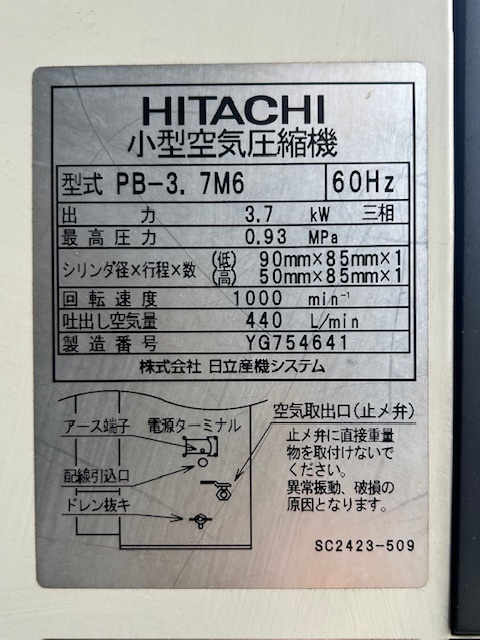 HITACHI
小型空気圧縮機
型式 PB-3.7M6 60Hz
出力 3.7 kW 三相
最高圧力 0.93 MPa
シリンダ径×行程×数 (低) 90mm×85mm×1
(高) 50mm×85mm×1
回転速度 1000 min⁻¹
吐出し空気量 440 L/min
製造番号 YG754641
株式会社 日立産機システム
アース端子 電源ターミナル
配線引込口
ドレン抜キ
空気取出口(止メ弁)
止メ弁に直接重量
物を取付けないで
ください。
異常振動、破損の
原因となります。
SC2423-509